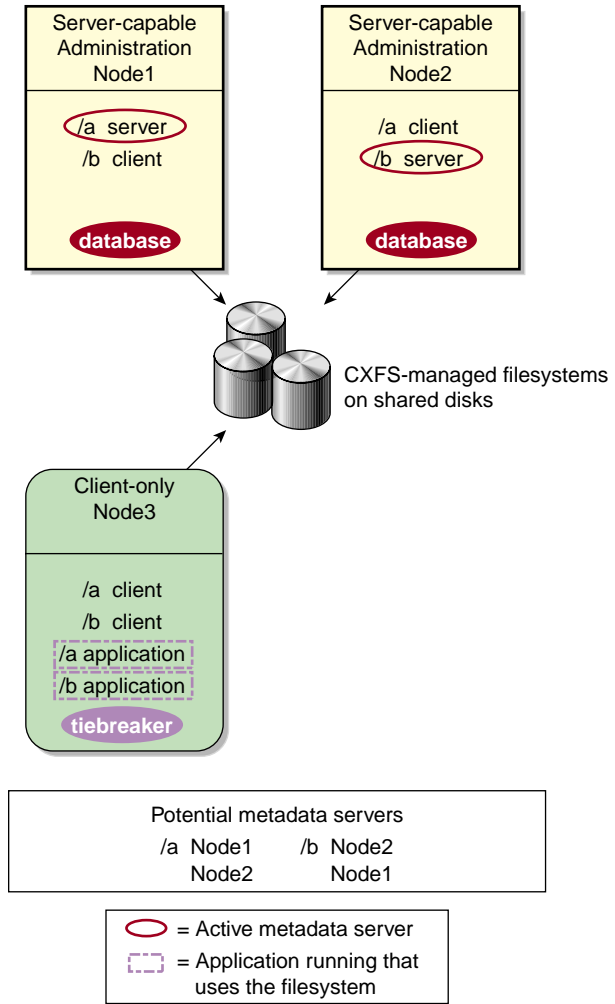 Server-capable
Administration
Node1
/a server
/b client
database
Server-capable
Administration
Node2
/a client
/b server
database
CXFS-managed filesystems
on shared disks
Client-only
Node3
/a client
/b client
/a application
/b application
tiebreaker
Potential metadata servers
/a Node1 /b Node2
Node2 Node1
= Active metadata server
= Application running that
uses the filesystem